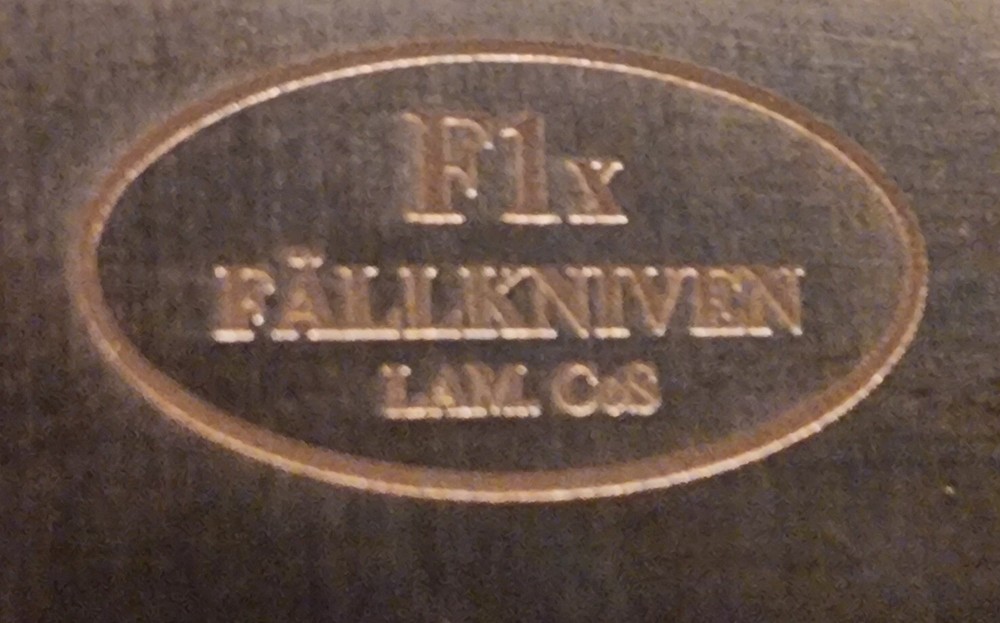 F1x
FÄLLKNIVEN
LAM. CoS